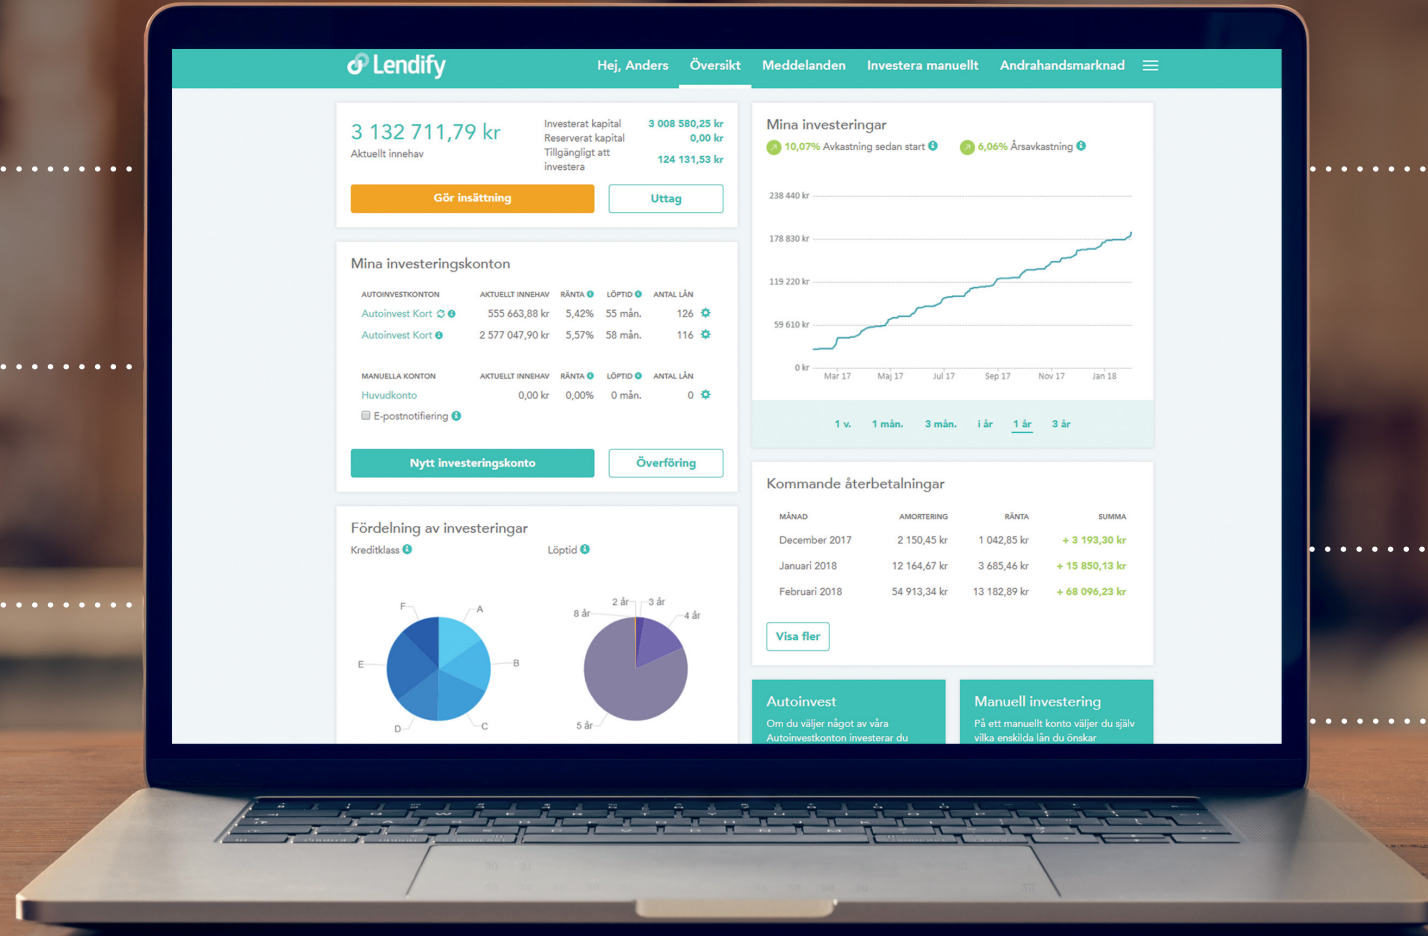 Lendify
Hej, Anders Översikt Meddelanden Investera manuellt Andrahandsmarknad
3 132 711,79 kr
Aktuellt innehav
Investerat kapital 3 008 580,25 kr
Reserverat kapital 0,00 kr
Tillgängligt att
investera 124 131,53 kr
Gör insättning Uttag
Mina investeringskonton
AUTOINVESTKONTON AKTUELLT INNEHAV RÄNTA LÖPTID ANTAL LÅN
Autoinvest Kort 555 663,88 kr 5,42% 55 mån. 126
Autoinvest Kort 2 577 047,90 kr 5,57% 58 mån. 116
MANUELLA KONTON AKTUELLT INNEHAV RÄNTA LÖPTID ANTAL LÅN
Huvudkonto 0,00 kr 0,00% 0 mån. 0
E-postnotifiering
Nytt investeringskonto Överföring
Fördelning av investeringar
Kreditklass Löptid
F A
E B
D C
2 år 3 år
8 år 4 år
5 år
Mina investeringar
10,07% Avkastning sedan start 6,06% Årsavkastning
238 440 kr
178 830 kr
119 220 kr
59 610 kr
0 kr
Mar 17 Maj 17 Jul 17 Sep 17 Nov 17 Jan 18
1 v. 1 mån. 3 mån. i år 1 år 3 år
Kommande återbetalningar
MÅNAD AMORTERING RÄNTA SUMMA
December 2017 2 150,45 kr 1 042,85 kr + 3 193,30 kr
Januari 2018 12 164,67 kr 3 685,46 kr + 15 850,13 kr
Februari 2018 54 913,34 kr 13 182,89 kr + 68 096,23 kr
Visa fler
Autoinvest
Om du väljer något av våra
Autoinvestkonton investerar du
Manuell investering
På ett manuellt konto väljer du själv
vilka enskilda lån du önskar